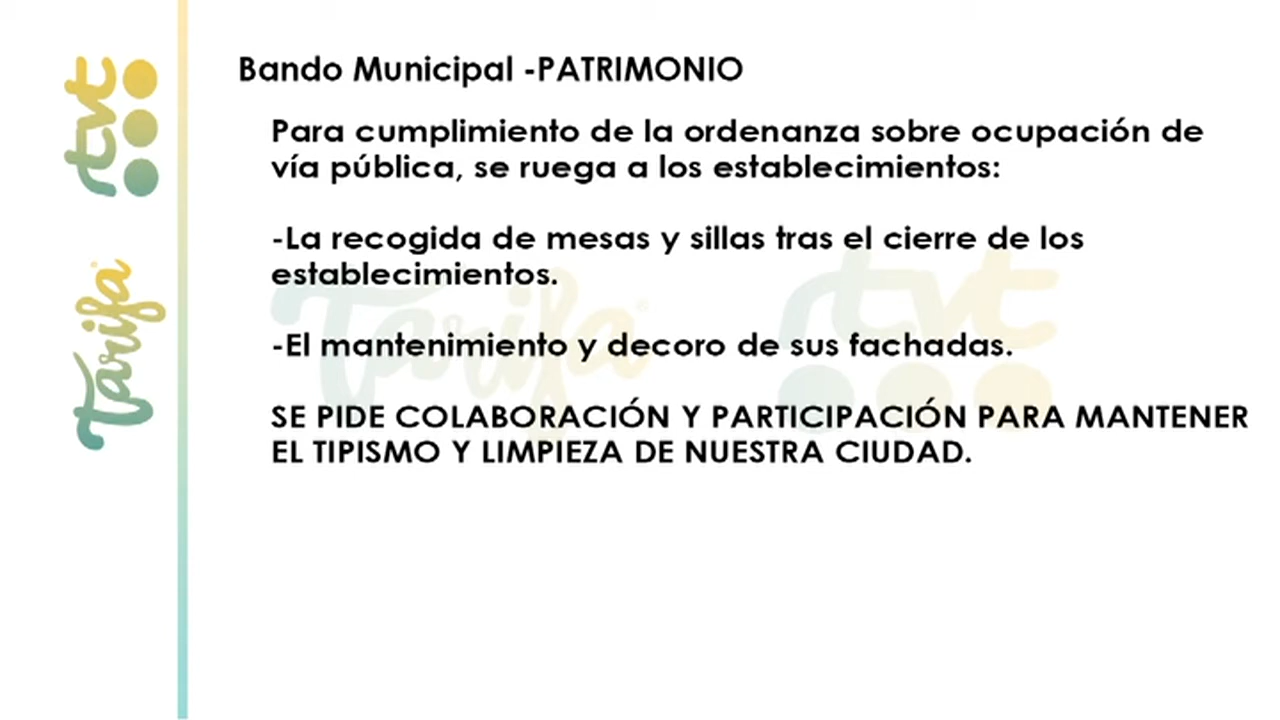 Bando Municipal -PATRIMONIO
Para cumplimiento de la ordenanza sobre ocupación de
vía pública, se ruega a los establecimientos:
-La recogida de mesas y sillas tras el cierre de los
establecimientos.
-El mantenimiento y decoro de sus fachadas.
SE PIDE COLABORACIÓN Y PARTICIPACIÓN PARA MANTENER
EL TIPISMO Y LIMPIEZA DE NUESTRA CIUDAD.
rtvt
Tarifa
Tarifa
rtvt